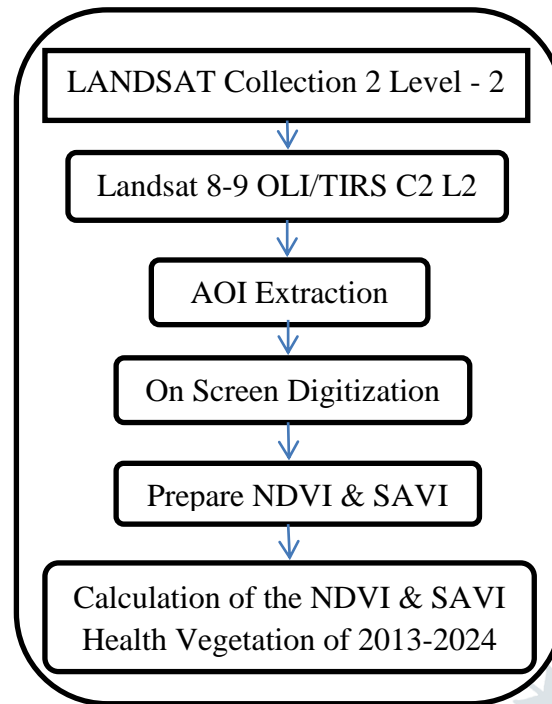 LANDSAT Collection 2 Level - 2
Landsat 8-9 OLI/TIRS C2 L2
AOI Extraction
On Screen Digitization
Prepare NDVI & SAVI
Calculation of the NDVI & SAVI
Health Vegetation of 2013-2024